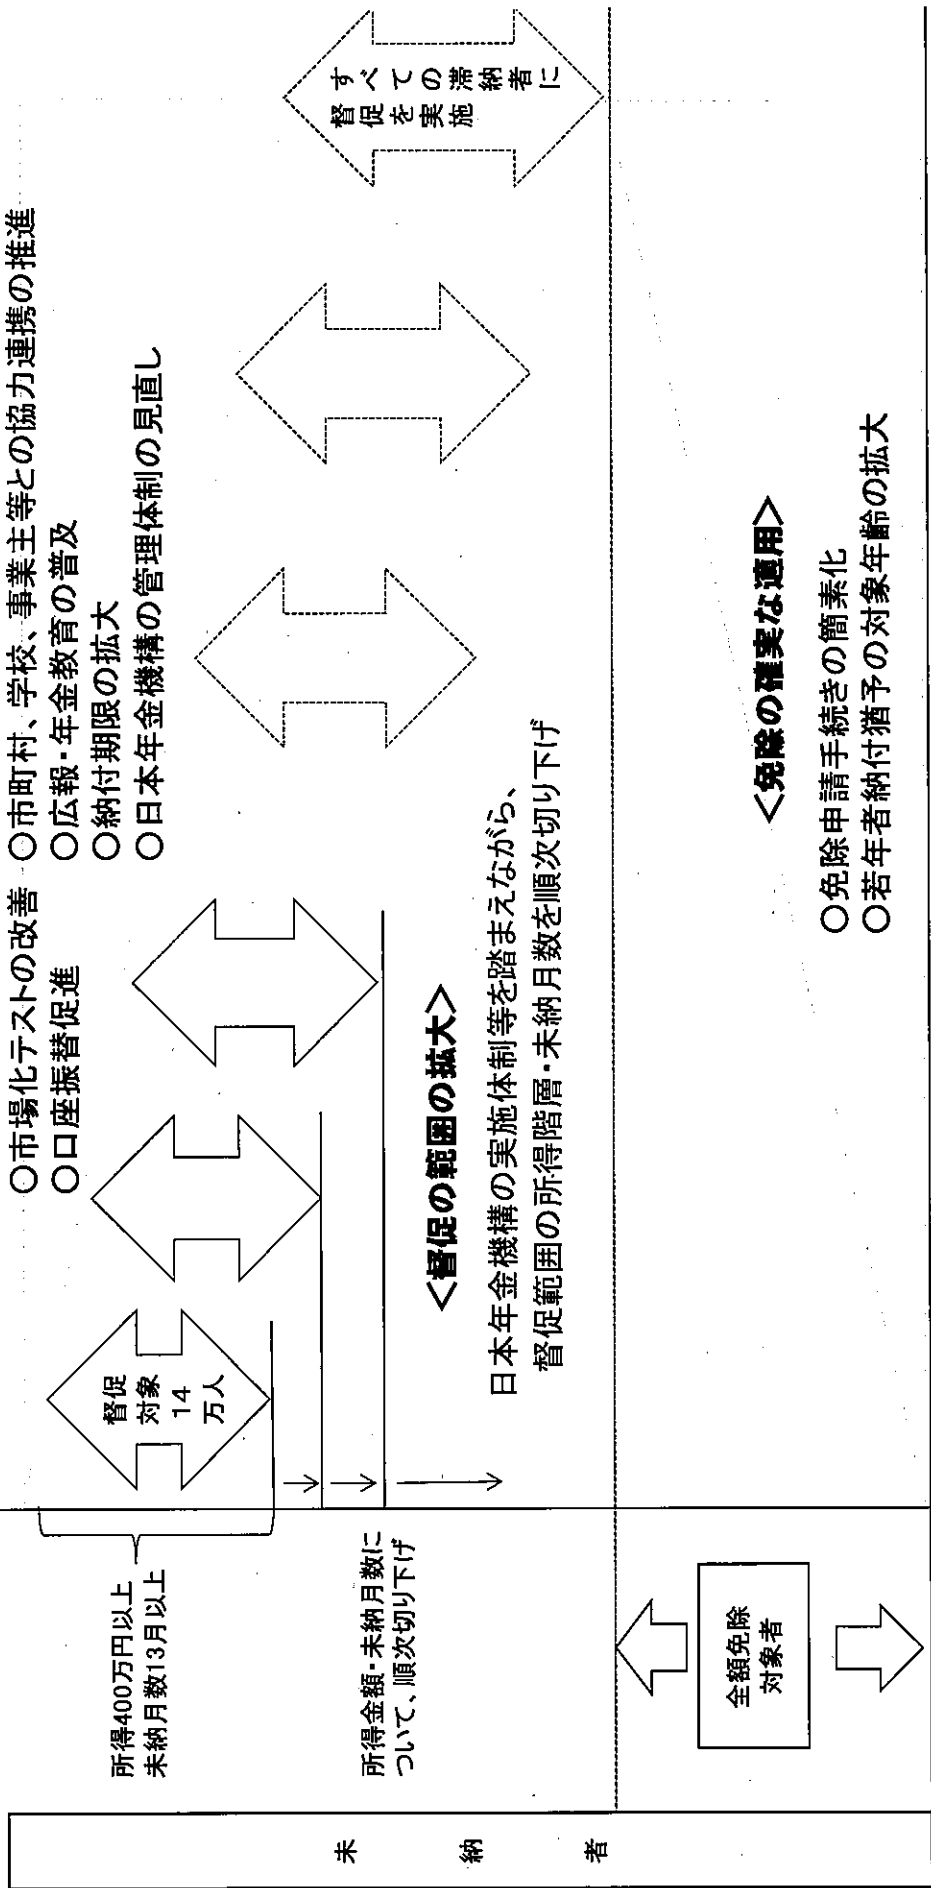 ○市場化テストの改善
○口座振替促進
○市町村、学校、事業主等との協力連携の推進
○広報・年金教育の普及
○納付期限の拡大
○日本年金機構の管理体制の見直し
未納者
所得400万円以上
未納月数13月以上
督促
対象
14
万人
すべての滞納者に
督促を実施
所得金額・未納月数に
ついて、順次切り下げ
<督促の範囲の拡大>
日本年金機構の実施体制等を踏まえながら、
督促範囲の所得階層・未納月数を順次切り下げ
全額免除
対象者
<免除の確実な適用>
○免除申請手続きの簡素化
○若年者納付猶予の対象年齢の拡大